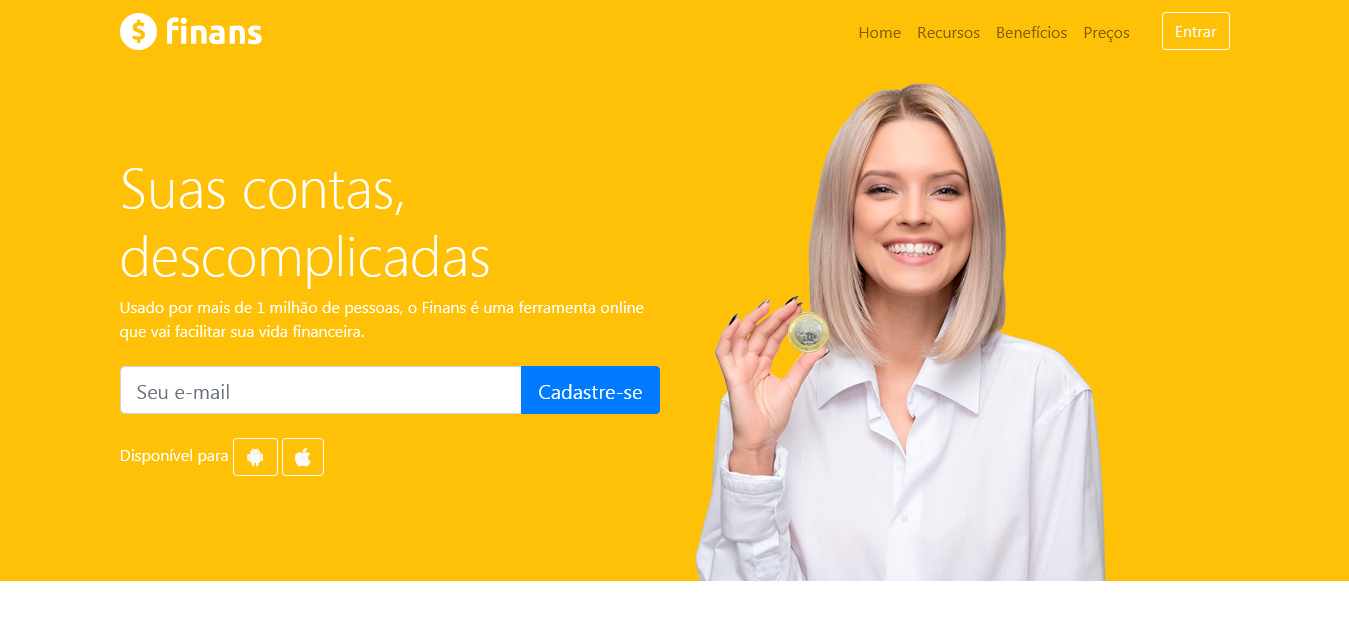 finans
Home Recursos Benefícios Preços Entrar
Suas contas,
descomplicadas
Usado por mais de 1 milhão de pessoas, o Finans é uma ferramenta online
que vai facilitar sua vida financeira.
Seu e-mail Cadastre-se
Disponível para